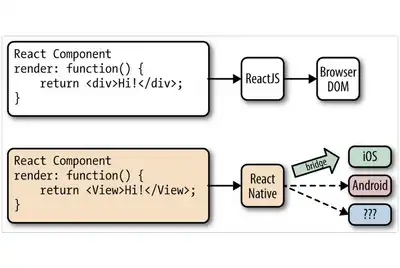 React Component
render: function() {
return <div>Hi!</div>;
}
ReactJS
Browser
DOM
React Component
render: function() {
return <View>Hi!</View>;
}
React
Native
bridge
iOS
Android
???